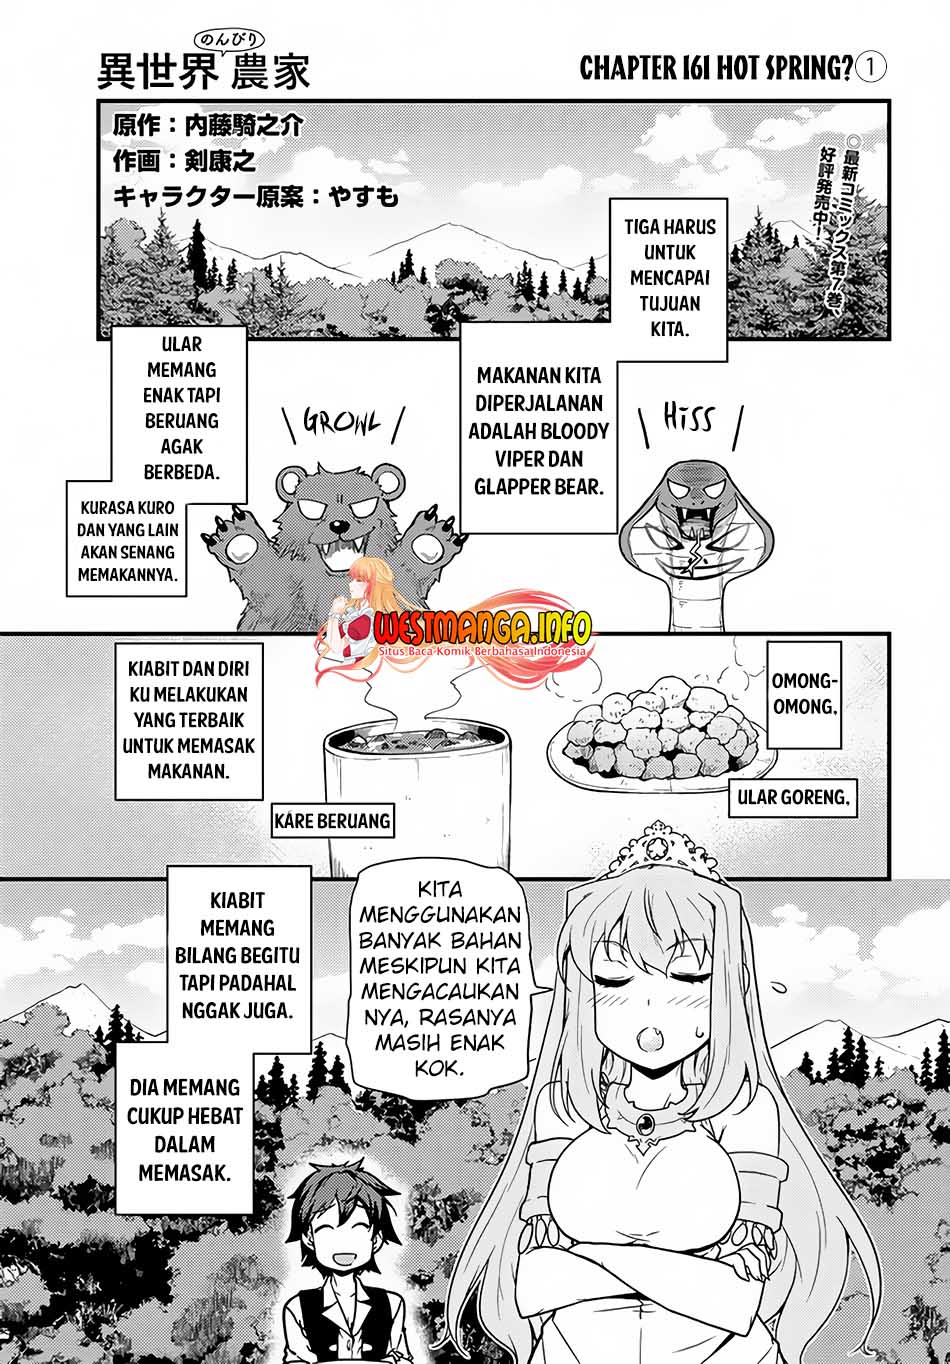 異世界
のんびり
農家
CHAPTER 161 HOT SPRING? 1
原作：内藤騎之介
作画：剣康之
キャラクター原案：やすも
◎最新コミックス第7巻、
好評発売中！
TIGA HARUS
UNTUK
MENCAPAI
TUJUAN
KITA.
MAKANAN KITA
DIPERJALANAN
ADALAH BLOODY
VIPER DAN
GLAPPER BEAR.
HISS
GROWL
ULAR
MEMANG
ENAK TAPI
BERUANG
AGAK
BERBEDA.
KURASA KURO
DAN YANG LAIN
AKAN SENANG
MEMAKANNYA.
WESTMANGA.INFO
Situs Baca Komik Berbahasa Indonesia
OMONG-
OMONG,
ULAR GORENG,
KARE BERUANG
KIABIT DAN DIRI
KU MELAKUKAN
YANG TERBAIK
UNTUK MEMASAK
MAKANAN.
KITA
MENGGUNAKAN
BANYAK BAHAN
MESKIPUN KITA
MENGACAUKAN
NYA, RASANYA
MASIH ENAK
KOK.
KIABIT
MEMANG
BILANG BEGITU
TAPI PADAHAL
NGGAK JUGA.
DIA MEMANG
CUKUP HEBAT
DALAM
MEMASAK.